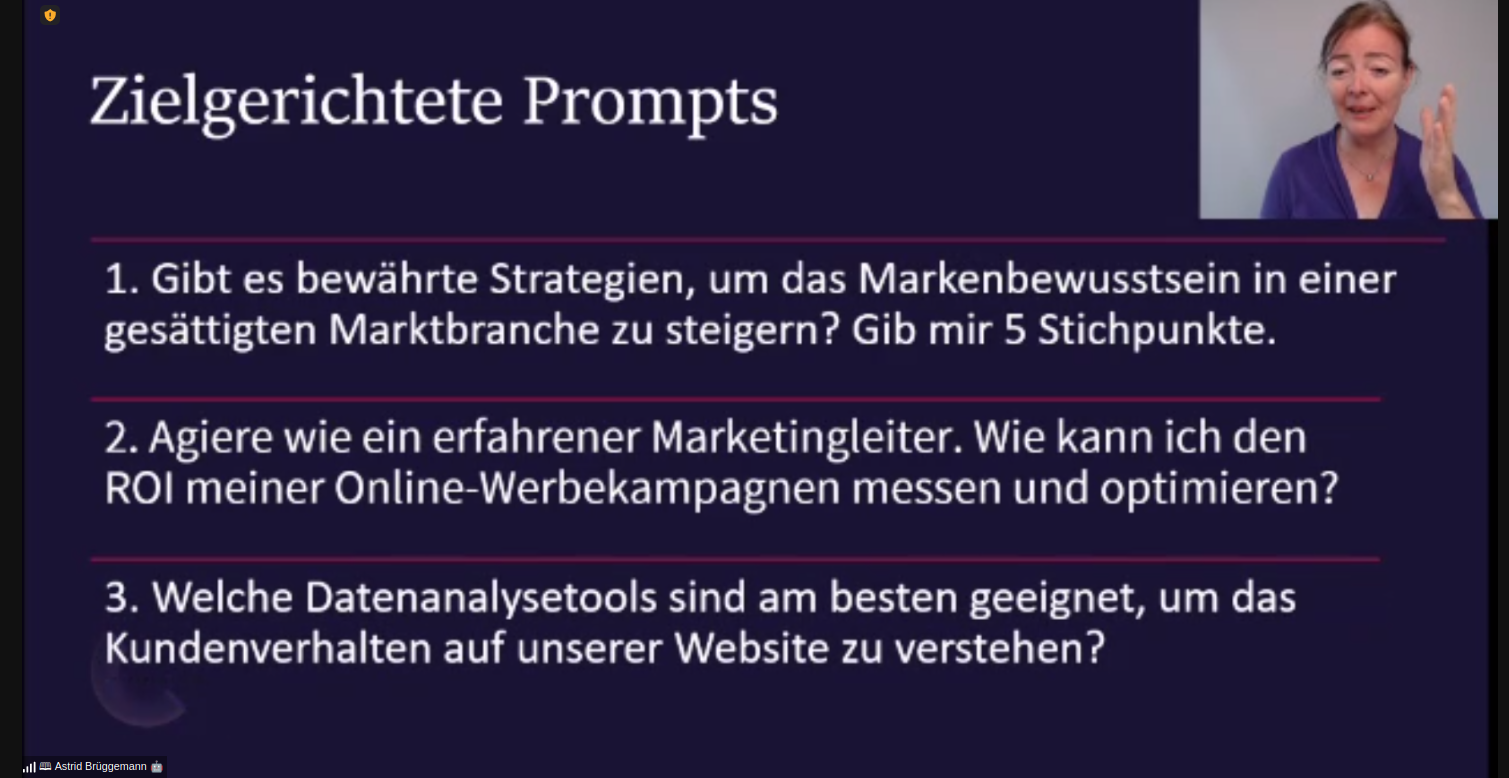 Zielgerichtete Prompts
1. Gibt es bewährte Strategien, um das Markenbewusstsein in einer
gesättigten Marktbranche zu steigern? Gib mir 5 Stichpunkte.
2. Agiere wie ein erfahrener Marketingleiter. Wie kann ich den
ROI meiner Online-Werbekampagnen messen und optimieren?
3. Welche Datenanalysetools sind am besten geeignet, um das
Kundenverhalten auf unserer Website zu verstehen?
Astrid Brüggemann